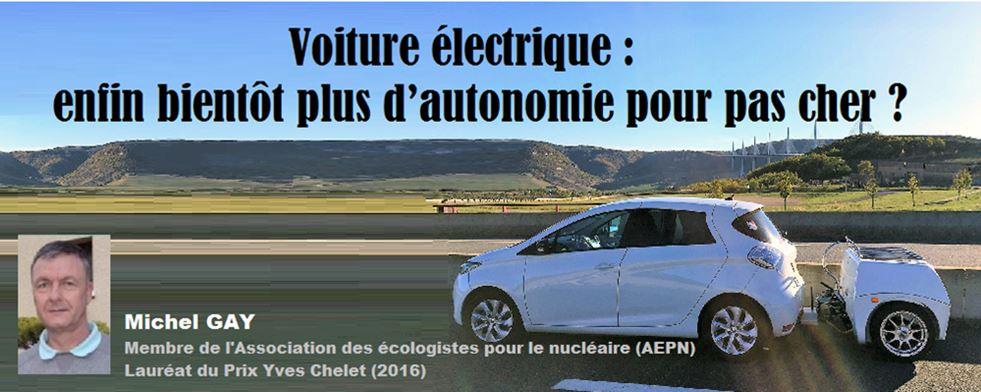 Voiture électrique :
enfin bientôt plus d’autonomie pour pas cher ?
Michel GAY
Membre de l'Association des écologistes pour le nucléaire (AEPN)
Lauréat du Prix Yves Chelet (2016)